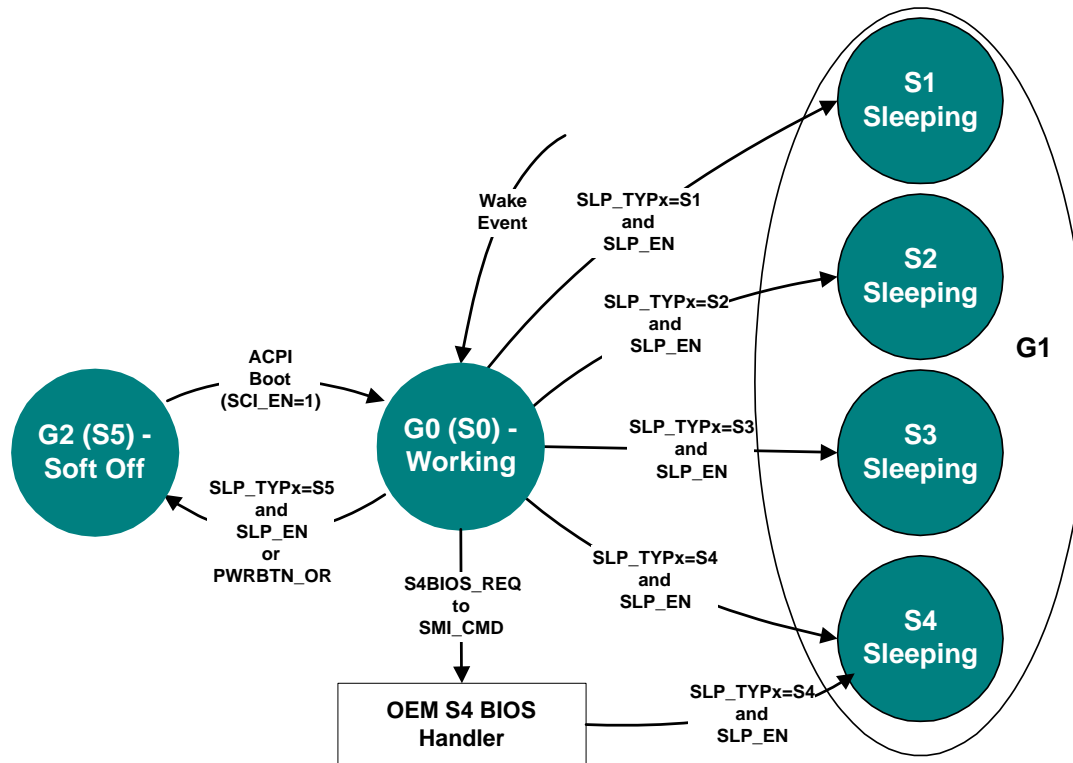 S1
Sleeping
Wake
Event
SLP_TYPx=S1
and
SLP_EN
S2
Sleeping
SLP_TYPx=S2
and
SLP_EN
G1
ACPI
Boot
(SCI_EN=1)
G2 (S5) -
Soft Off
G0 (S0) -
Working
SLP_TYPx=S3
and
SLP_EN
S3
Sleeping
SLP_TYPx=S5
and
SLP_EN
or
PWRBTN_OR
S4BIOS_REQ
to
SMI_CMD
SLP_TYPx=S4
and
SLP_EN
S4
Sleeping
OEM S4 BIOS
Handler
SLP_TYPx=S4
and
SLP_EN